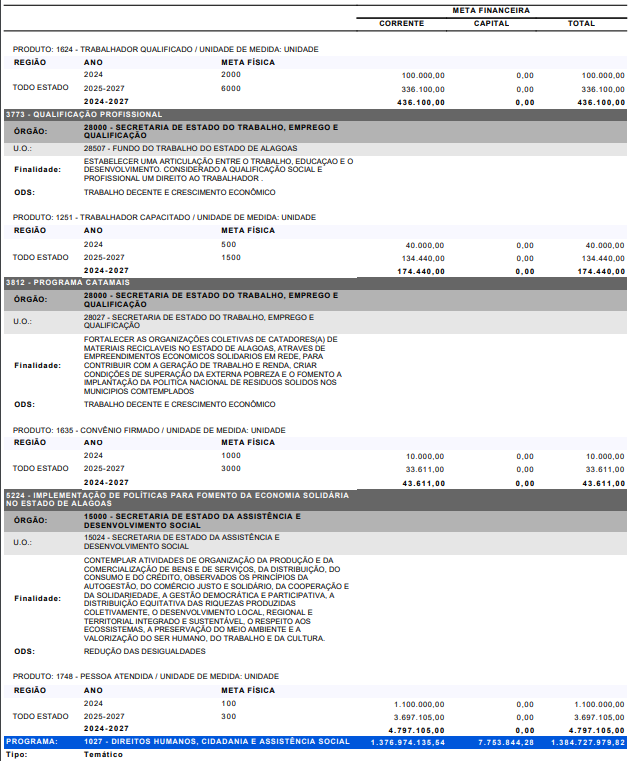 META FINANCEIRA
CORRENTE CAPITAL TOTAL
PRODUTO: 1624 - TRABALHADOR QUALIFICADO / UNIDADE DE MEDIDA: UNIDADE
REGIÃO ANO META FÍSICA
2024 2000 100.000,00 0,00 100.000,00
TODO ESTADO 2025-2027 6000 336.100,00 0,00 336.100,00
2024-2027 436.100,00 0,00 436.100,00
3773 - QUALIFICAÇÃO PROFISSIONAL
ÓRGÃO: 28000 - SECRETARIA DE ESTADO DO TRABALHO, EMPREGO E
QUALIFICAÇÃO
U.O.: 28507 - FUNDO DO TRABALHO DO ESTADO DE ALAGOAS
Finalidade: ESTABELECER UMA ARTICULAÇÃO ENTRE O TRABALHO, EDUCAÇAO E O
DESENVOLVIMENTO. CONSIDERADO A QUALIFICAÇÃO SOCIAL E
PROFISSIONAL UM DIREITO AO TRABALHADOR .
ODS: TRABALHO DECENTE E CRESCIMENTO ECONÔMICO
PRODUTO: 1251 - TRABALHADOR CAPACITADO / UNIDADE DE MEDIDA: UNIDADE
REGIÃO ANO META FÍSICA
2024 500 40.000,00 0,00 40.000,00
TODO ESTADO 2025-2027 1500 134.440,00 0,00 134.440,00
2024-2027 174.440,00 0,00 174.440,00
3812 - PROGRAMA CATAMAIS
ÓRGÃO: 28000 - SECRETARIA DE ESTADO DO TRABALHO, EMPREGO E
QUALIFICAÇÃO
U.O.: 28027 - SECRETARIA DE ESTADO DO TRABALHO, EMPREGO E
QUALIFICAÇÃO
Finalidade: FORTALECER AS ORGANIZAÇÕES COLETIVAS DE CATADORES(A) DE
MATERIAIS RECICLAVEIS NO ESTADO DE ALAGOAS, ATRAVES DE
EMPREENDIMENTOS ECONOMICOS SOLIDARIOS EM REDE, PARA
CONTRIBUIR COM A GERAÇÃO DE TRABALHO E RENDA, CRIAR
CONDIÇÕES DE SUPERAÇÃO DA EXTERNA POBREZA E O FOMENTO A
IMPLANTAÇÃO DA POLITICA NACIONAL DE RESIDUOS SOLIDOS NOS
MUNICIPIOS COMTEMPLADOS
ODS: TRABALHO DECENTE E CRESCIMENTO ECONÔMICO
PRODUTO: 1635 - CONVÊNIO FIRMADO / UNIDADE DE MEDIDA: UNIDADE
REGIÃO ANO META FÍSICA
2024 1000 10.000,00 0,00 10.000,00
TODO ESTADO 2025-2027 3000 33.611,00 0,00 33.611,00
2024-2027 43.611,00 0,00 43.611,00
5224 - IMPLEMENTAÇÃO DE POLÍTICAS PARA FOMENTO DA ECONOMIA SOLIDÁRIA
NO ESTADO DE ALAGOAS
ÓRGÃO: 15000 - SECRETARIA DE ESTADO DA ASSISTÊNCIA E
DESENVOLVIMENTO SOCIAL
U.O.: 15024 - SECRETARIA DE ESTADO DA ASSISTÊNCIA E
DESENVOLVIMENTO SOCIAL
Finalidade: CONTEMPLAR ATIVIDADES DE ORGANIZAÇÃO DA PRODUÇÃO E DA
COMERCIALIZAÇÃO DE BENS E DE SERVIÇOS, DA DISTRIBUIÇÃO, DO
CONSUMO E DO CRÉDITO, OBSERVADOS OS PRINCÍPIOS DA
AUTOGESTÃO, DO COMÉRCIO JUSTO E SOLIDÁRIO, DA COOPERAÇÃO E
DA SOLIDARIEDADE, A GESTÃO DEMOCRÁTICA E PARTICIPATIVA, A
DISTRIBUIÇÃO EQUITATIVA DAS RIQUEZAS PRODUZIDAS
COLETIVAMENTE, O DESENVOLVIMENTO LOCAL, REGIONAL E
TERRITORIAL INTEGRADO E SUSTENTÁVEL, O RESPEITO AOS
ECOSSISTEMAS, A PRESERVAÇÃO DO MEIO AMBIENTE E A
VALORIZAÇÃO DO SER HUMANO, DO TRABALHO E DA CULTURA.
ODS: REDUÇÃO DAS DESIGUALDADES
PRODUTO: 1748 - PESSOA ATENDIDA / UNIDADE DE MEDIDA: UNIDADE
REGIÃO ANO META FÍSICA
2024 100 1.100.000,00 0,00 1.100.000,00
TODO ESTADO 2025-2027 300 3.697.105,00 0,00 3.697.105,00
2024-2027 4.797.105,00 0,00 4.797.105,00
PROGRAMA: 1027 - DIREITOS HUMANOS, CIDADANIA E ASSISTÊNCIA SOCIAL 1.376.974.135,54 7.753.844,28 1.384.727.979,82
Tipo: Temático